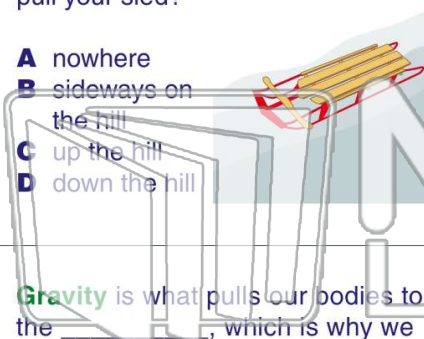 pull your sled?
A nowhere
B sideways on
the hill
C up the hill
D down the hill
Gravity is what pulls our bodies to
the __________, which is why we